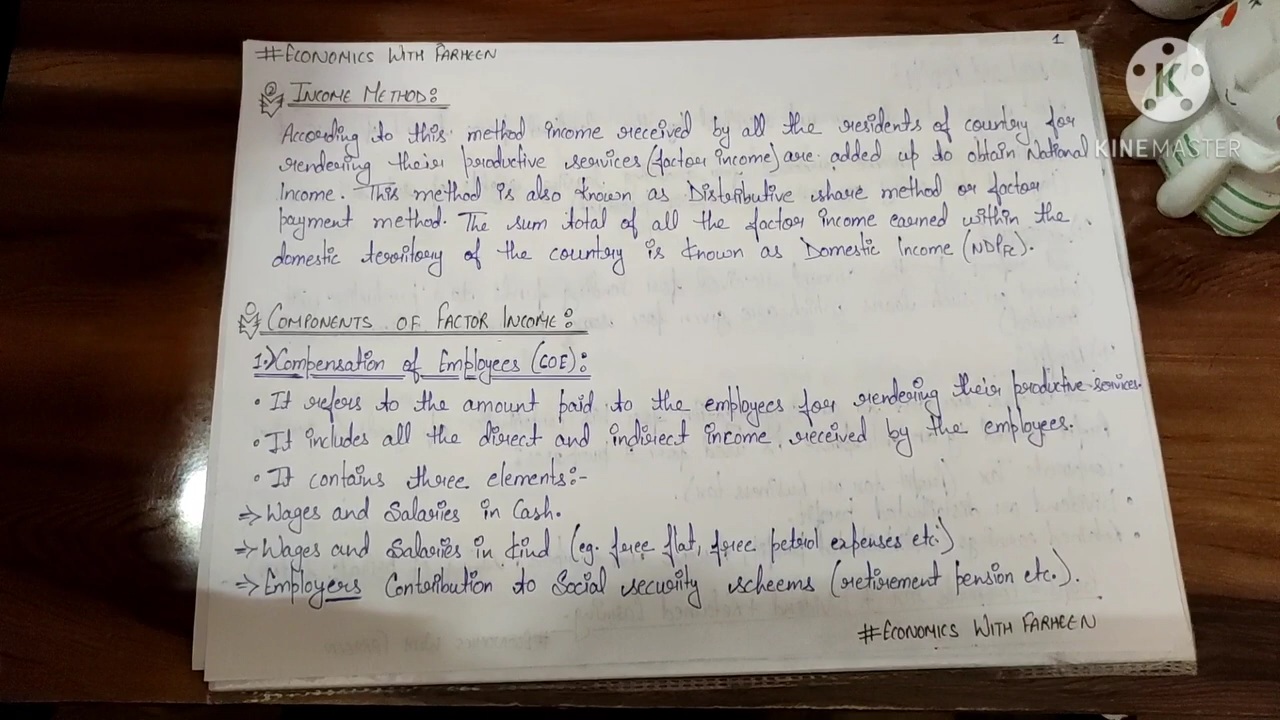 #ECONOMICS WITH FARHEEN
1
② INCOME METHOD:
According to this method income received by all the residents of country for
rendering their productive services (factor income) are added up to obtain National
Income. This method is also known as Distributive share method or factor
payment method. The sum total of all the factor income earned within the
domestic territory of the country is known as Domestic Income (NDPFC).
COMPONENTS OF FACTOR INCOME:
1.) Compensation of Employees (COE):
• It refers to the amount paid to the employees for rendering their productive services.
• It includes all the direct and indirect income received by the employees.
• It contains three elements:-
⇒ Wages and Salaries in Cash.
⇒ Wages and Salaries in kind (eg. free flat, free petrol expenses etc.)
⇒ Employers Contribution to Social security scheems (retirement pension etc.).
#ECONOMICS WITH FARHEEN
K
KINEMASTER